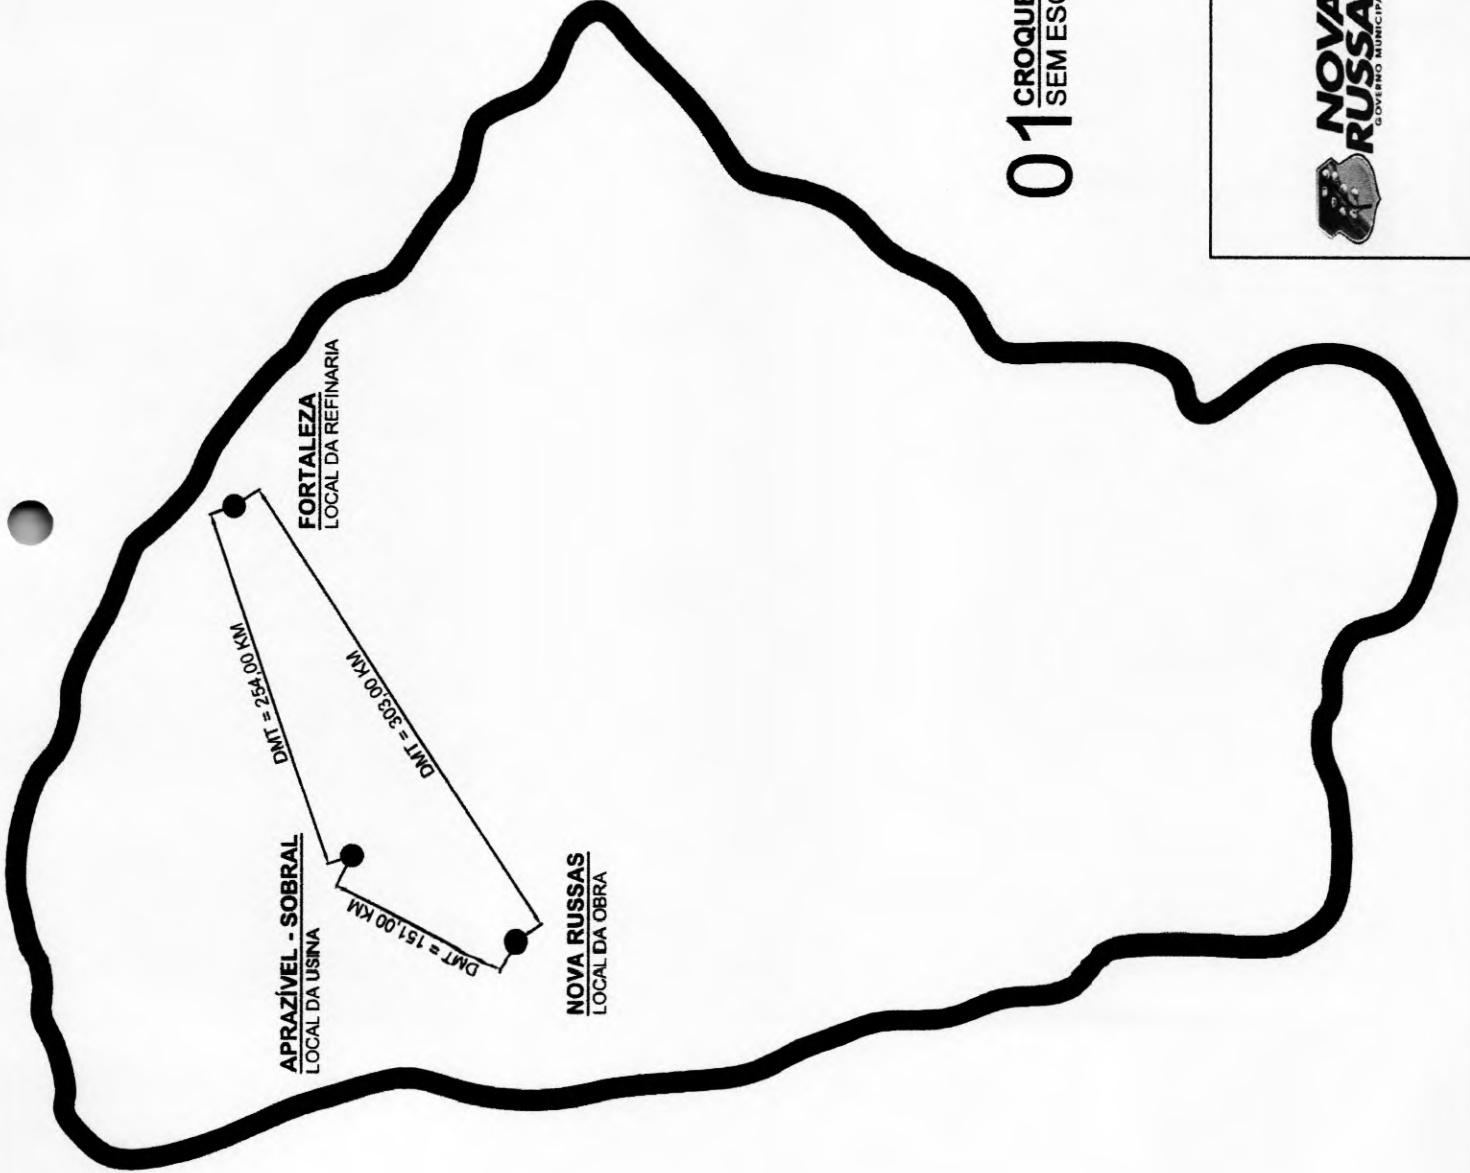 FORTALEZA
LOCAL DA REFINARIA
DMT = 254,00 KM
DMT = 303,00 KM
APRAZÍVEL - SOBRAL
LOCAL DA USINA
DMT = 151,00 KM
NOVA RUSSAS
LOCAL DA OBRA
01
CROQUE
SEM ESC
NOVA
RUSSA
GOVERNO MUNICIPA